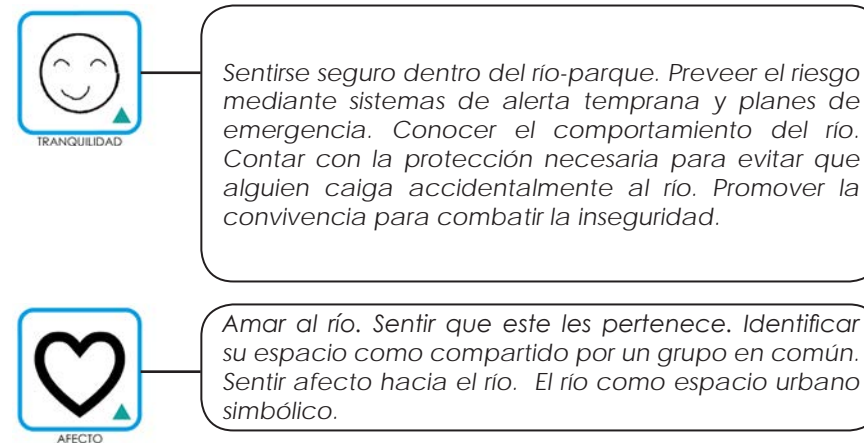 TRANQUILIDAD
Sentirse seguro dentro del río-parque. Preveer el riesgo
mediante sistemas de alerta temprana y planes de
emergencia. Conocer el comportamiento del río.
Contar con la protección necesaria para evitar que
alguien caiga accidentalmente al río. Promover la
convivencia para combatir la inseguridad.
AFECTO
Amar al río. Sentir que este les pertenece. Identificar
su espacio como compartido por un grupo en común.
Sentir afecto hacia el río. El río como espacio urbano
simbólico.